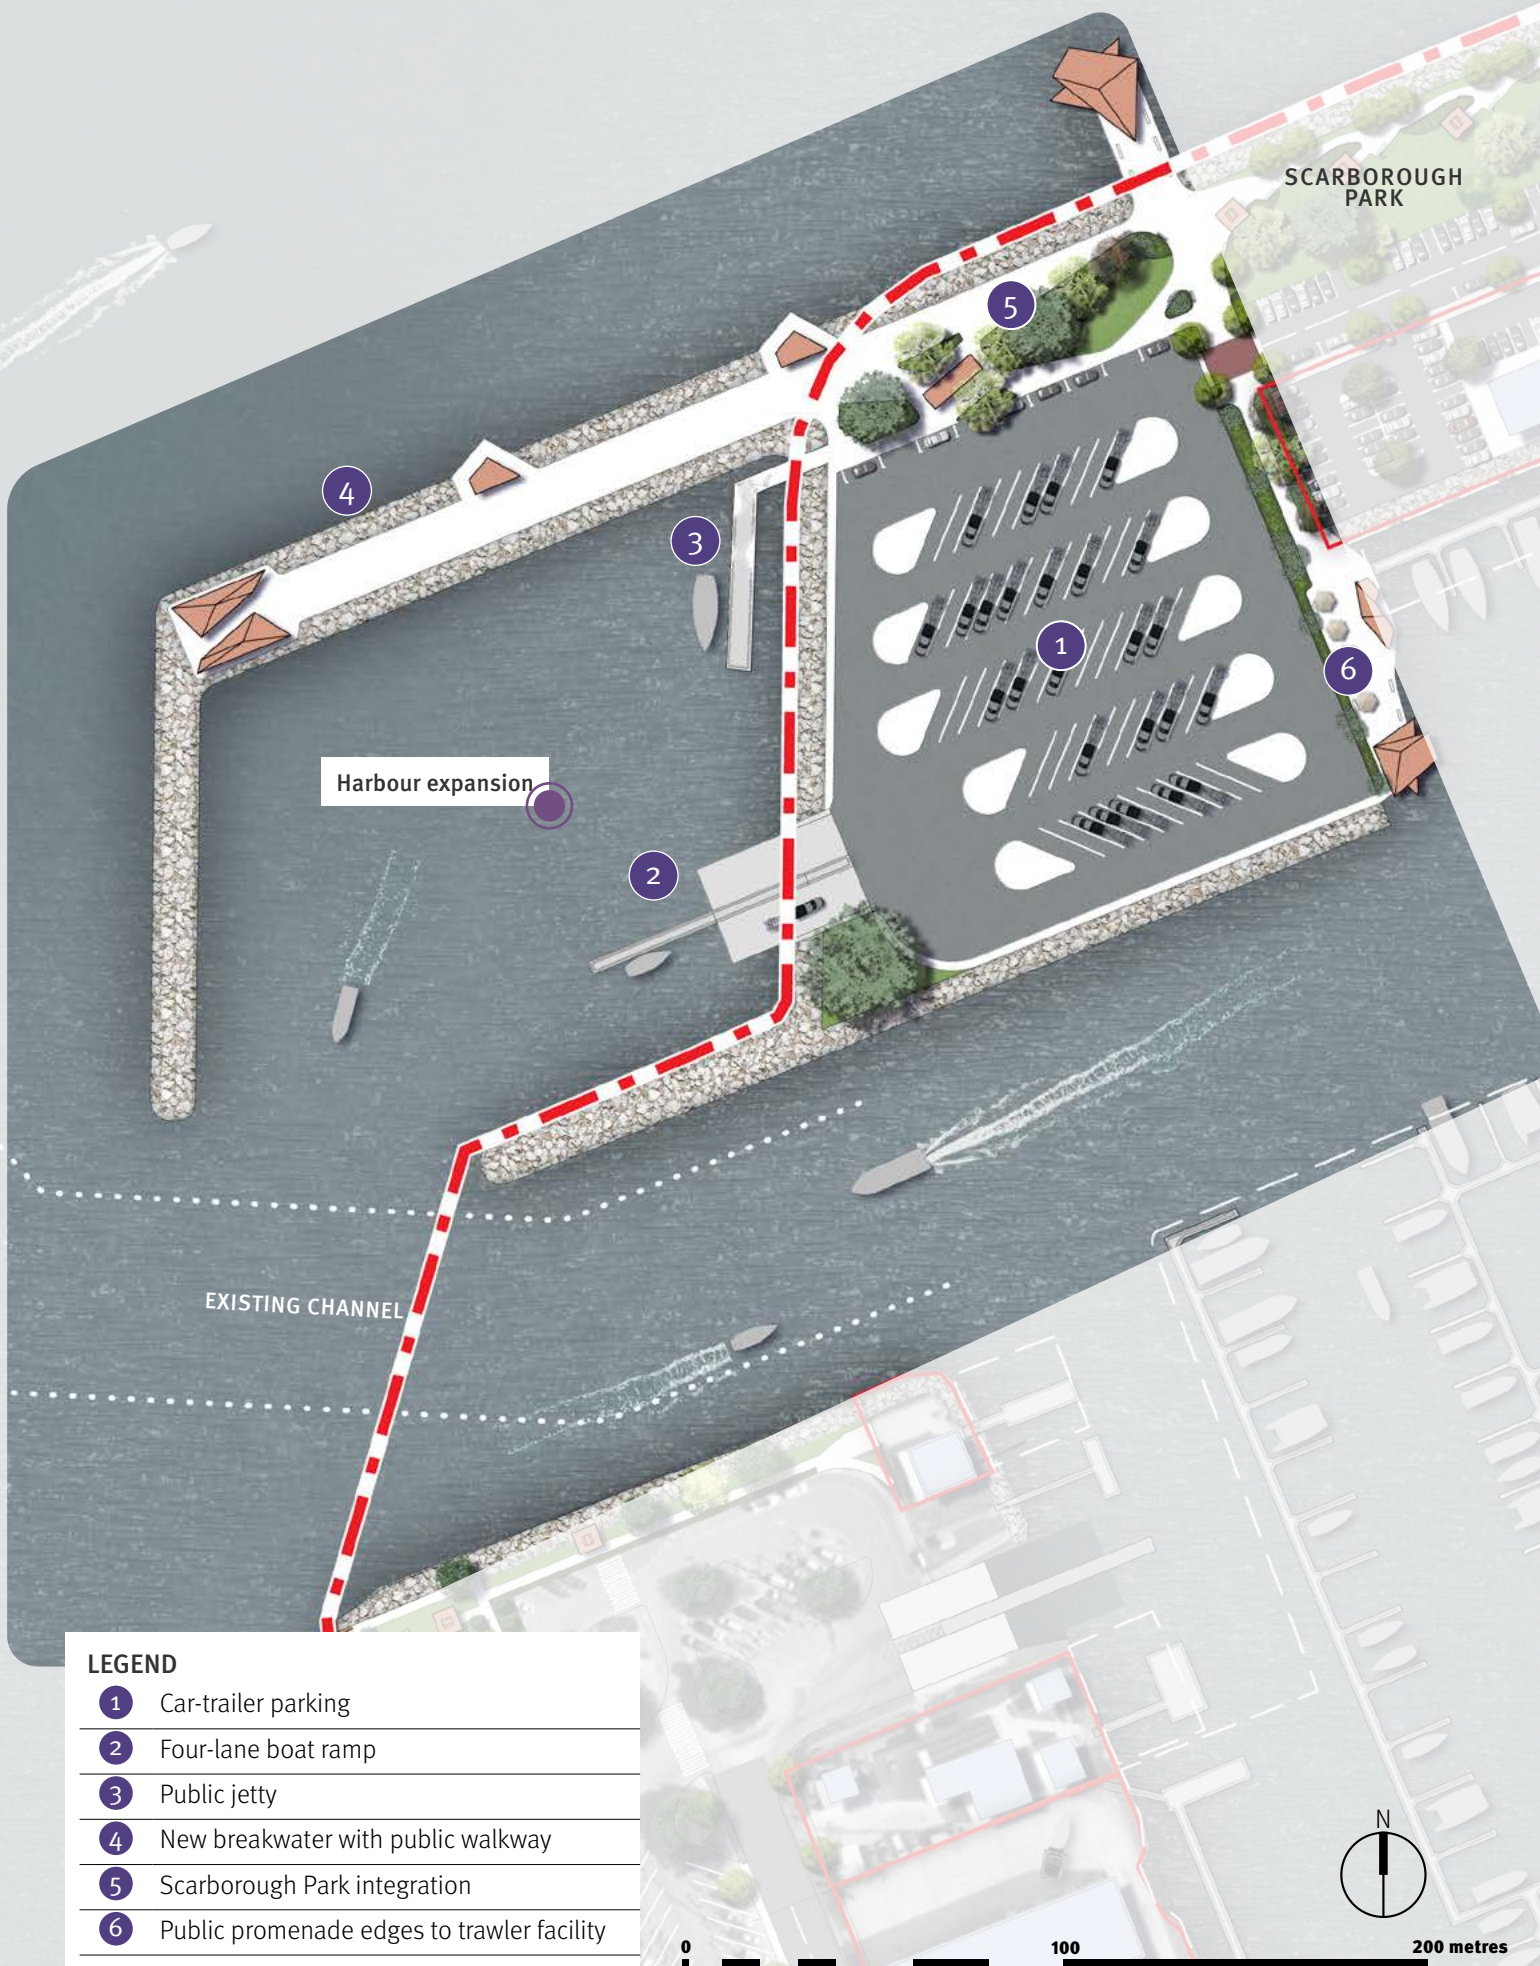 SCARBOROUGH
PARK
5
4
3
1
6
Harbour expansion
2
EXISTING CHANNEL
LEGEND
1 Car-trailer parking
2 Four-lane boat ramp
3 Public jetty
4 New breakwater with public walkway
5 Scarborough Park integration
6 Public promenade edges to trawler facility
N
0 100 200 metres